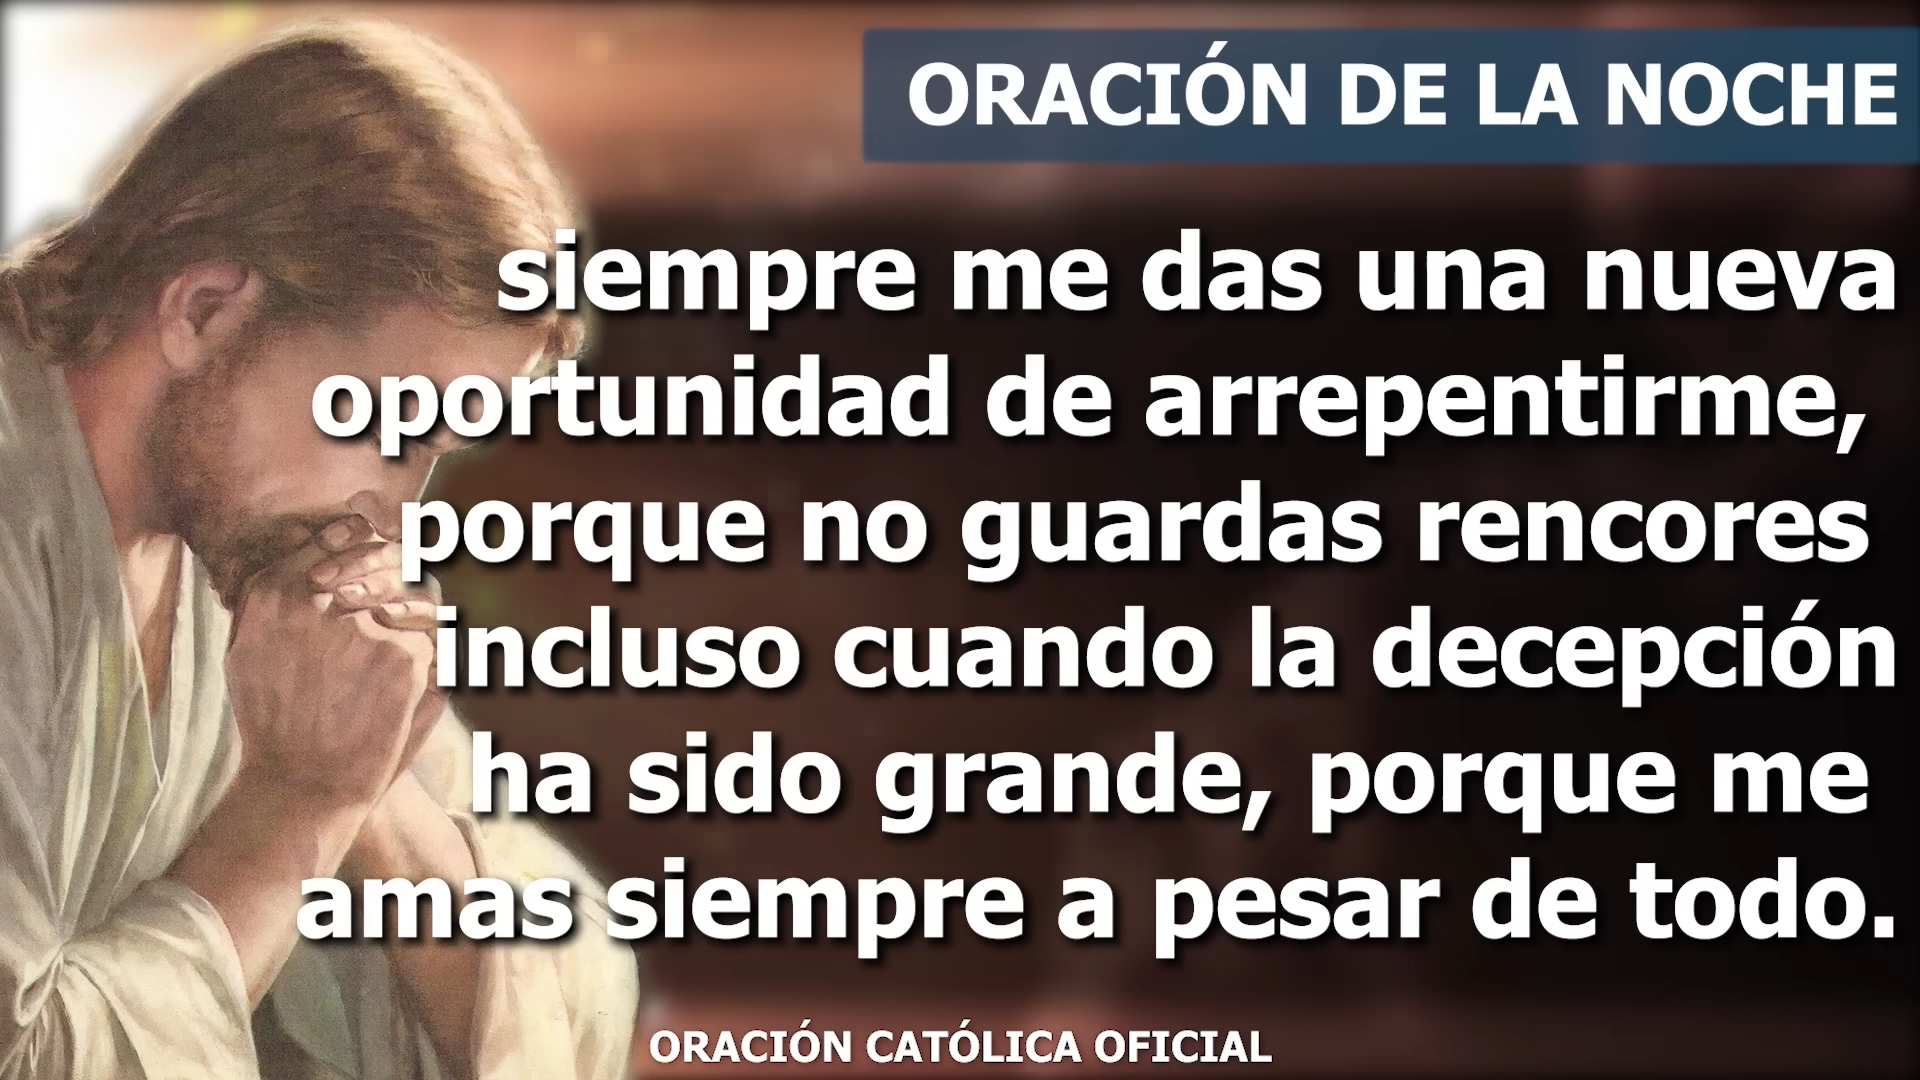 ORACIÓN DE LA NOCHE
siempre me das una nueva
oportunidad de arrepentirme,
porque no guardas rencores
incluso cuando la decepción
ha sido grande, porque me
amas siempre a pesar de todo.
ORACIÓN CATÓLICA OFICIAL